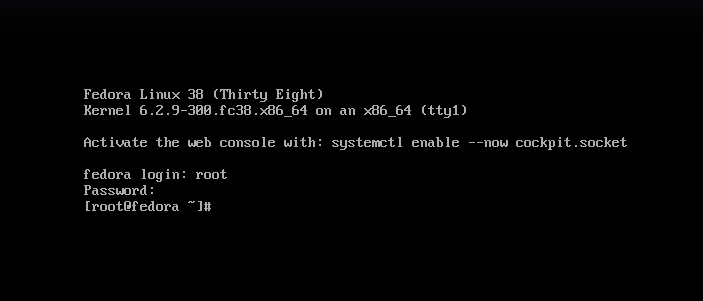 Fedora Linux 38 (Thirty Eight)
Kernel 6.2.9-300.fc38.x86_64 on an x86_64 (tty1)
Activate the web console with: systemctl enable --now cockpit.socket
fedora login: root
Password:
[root@fedora ~]#